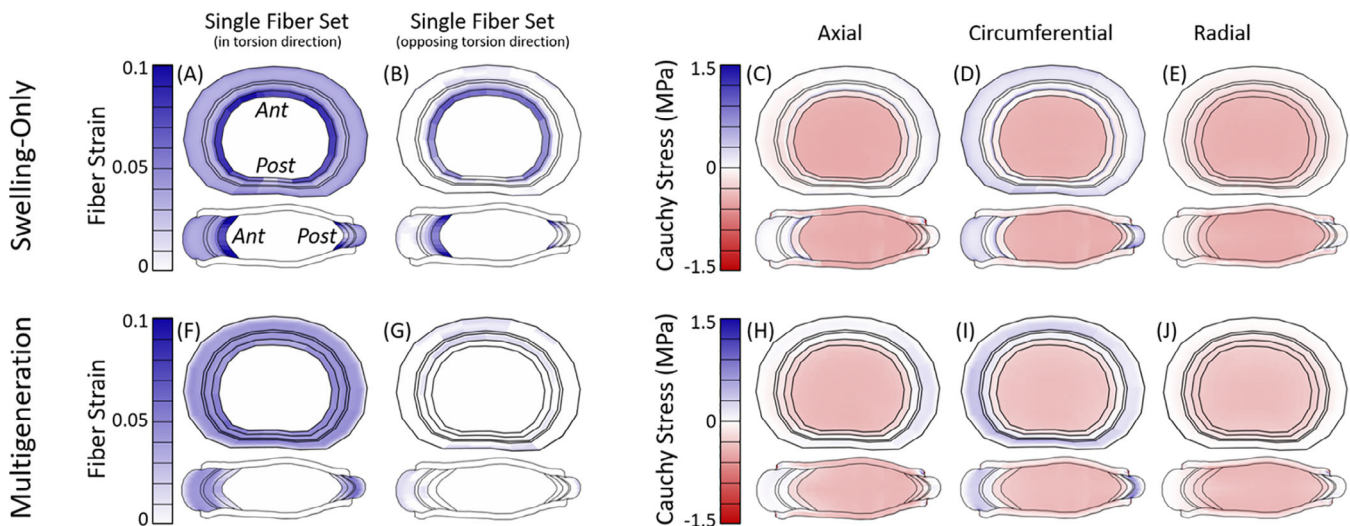 Single Fiber Set
(in torsion direction)
Single Fiber Set
(opposing torsion direction)
Axial
Circumferential
Radial
Swelling-Only
Fiber Strain
0.1
0.05
0
(A)
Ant
Post
Ant
Post
(B)
Cauchy Stress (MPa)
1.5
0
-1.5
(C)
(D)
(E)
Multigeneration
Fiber Strain
0.1
0.05
0
(F)
(G)
Cauchy Stress (MPa)
1.5
0
-1.5
(H)
(I)
(J)